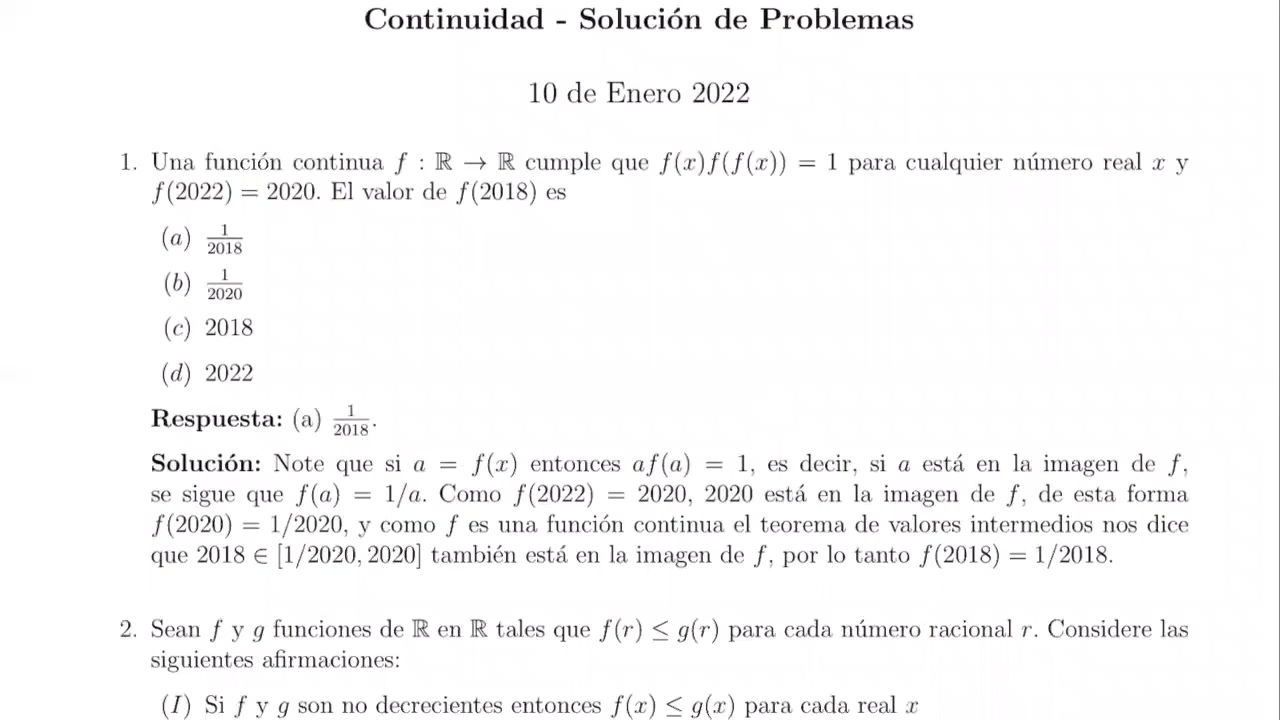 Continuidad - Solución de Problemas
10 de Enero 2022
1. Una función continua f : ℝ → ℝ cumple que f(x)f(f(x)) = 1 para cualquier número real x y
f(2022) = 2020. El valor de f(2018) es
(a) 1/2018
(b) 1/2020
(c) 2018
(d) 2022
Respuesta: (a) 1/2018.
Solución: Note que si a = f(x) entonces af(a) = 1, es decir, si a está en la imagen de f,
se sigue que f(a) = 1/a. Como f(2022) = 2020, 2020 está en la imagen de f, de esta forma
f(2020) = 1/2020, y como f es una función continua el teorema de valores intermedios nos dice
que 2018 ∈ [1/2020, 2020] también está en la imagen de f, por lo tanto f(2018) = 1/2018.
2. Sean f y g funciones de ℝ en ℝ tales que f(r) ≤ g(r) para cada número racional r. Considere las
siguientes afirmaciones:
(I) Si f y g son no decrecientes entonces f(x) ≤ g(x) para cada real x